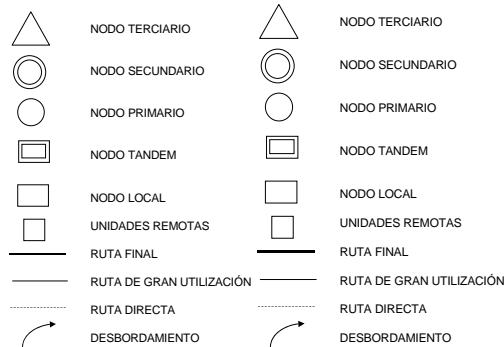 NODO TERCIARIO
NODO SECUNDARIO
NODO PRIMARIO
NODO TANDEM
NODO LOCAL
UNIDADES REMOTAS
RUTA FINAL
RUTA DE GRAN UTILIZACIÓN
RUTA DIRECTA
DESBORDAMIENTO
NODO TERCIARIO
NODO SECUNDARIO
NODO PRIMARIO
NODO TANDEM
NODO LOCAL
UNIDADES REMOTAS
RUTA FINAL
RUTA DE GRAN UTILIZACIÓN
RUTA DIRECTA
DESBORDAMIENTO